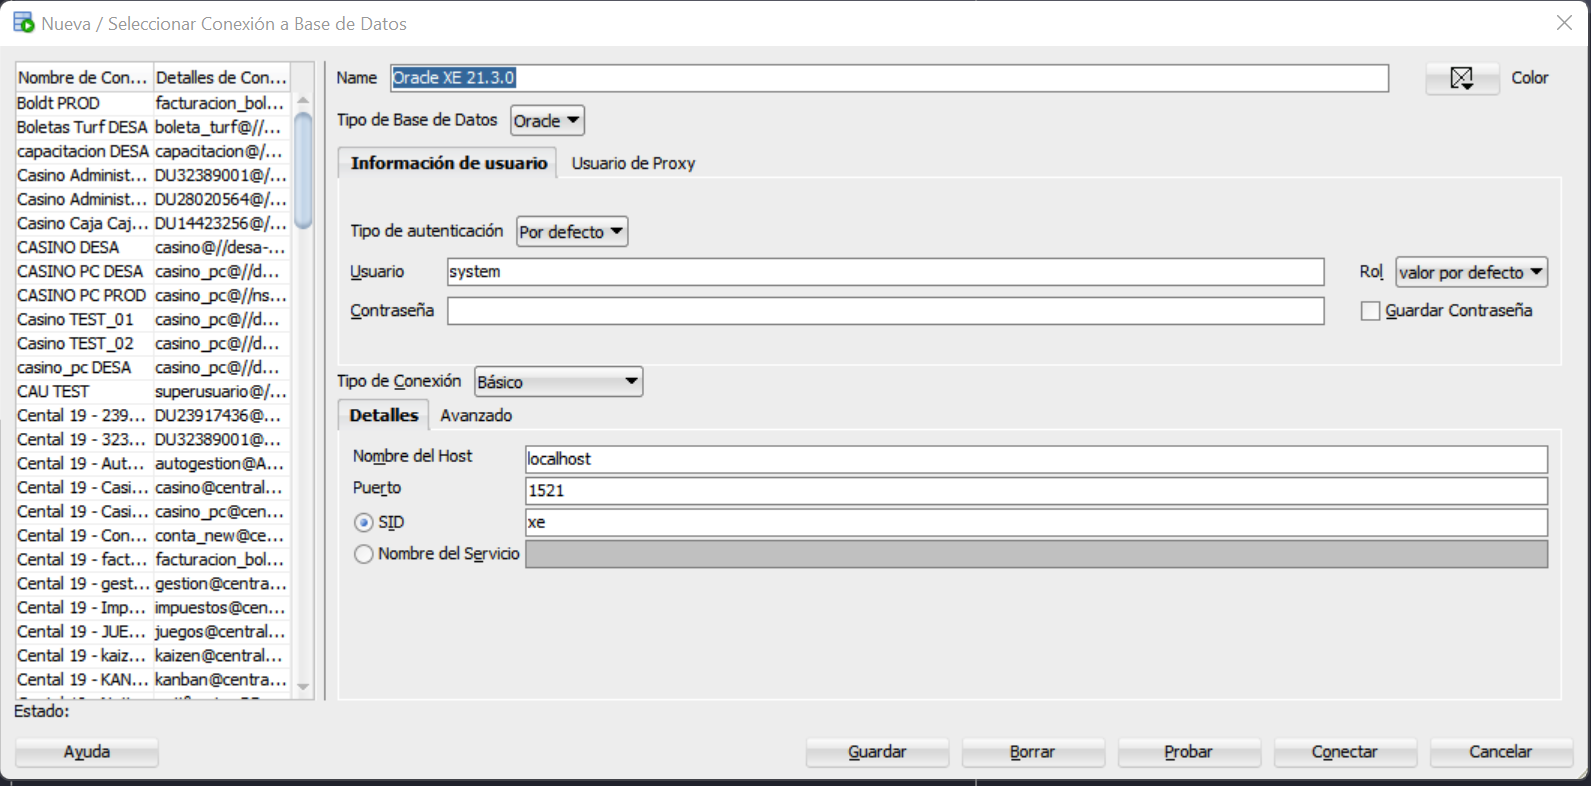 Nueva / Seleccionar Conexión a Base de Datos
Nombre de Con... Detalles de Con...
Boldt PROD facturacion_bol...
Boletas Turf DESA boleta_turf@//...
capacitacion DESA capacitacion@/...
Casino Administ... DU32389001@/...
Casino Administ... DU28020564@/...
Casino Caja Caj... DU14423256@/...
CASINO DESA casino@//desa-...
CASINO PC DESA casino_pc@//d...
CASINO PC PROD casino_pc@//ns...
Casino TEST_01 casino_pc@//d...
Casino TEST_02 casino_pc@//d...
casino_pc DESA casino_pc@//d...
CAU TEST superusuario@/...
Cental 19 - 239... DU23917436@...
Cental 19 - 323... DU32389001@...
Cental 19 - Aut... autogestion@A...
Cental 19 - Casi... casino@central...
Cental 19 - Casi... casino_pc@cen...
Cental 19 - Con... conta_new@ce...
Cental 19 - fact... facturacion_bol...
Cental 19 - gest... gestion@centra...
Cental 19 - Imp... impuestos@cen...
Cental 19 - JUE... juegos@central...
Cental 19 - kaiz... kaizen@central...
Cental 19 - KAN... kanban@centra...
Name Oracle XE 21.3.0 Color
Tipo de Base de Datos Oracle
Información de usuario Usuario de Proxy
Tipo de autenticación Por defecto
Usuario system Rol valor por defecto
Contraseña Guardar Contraseña
Tipo de Conexión Básico
Detalles Avanzado
Nombre del Host localhost
Puerto 1521
SID xe
Nombre del Servicio
Estado:
Ayuda Guardar Borrar Probar Conectar Cancelar